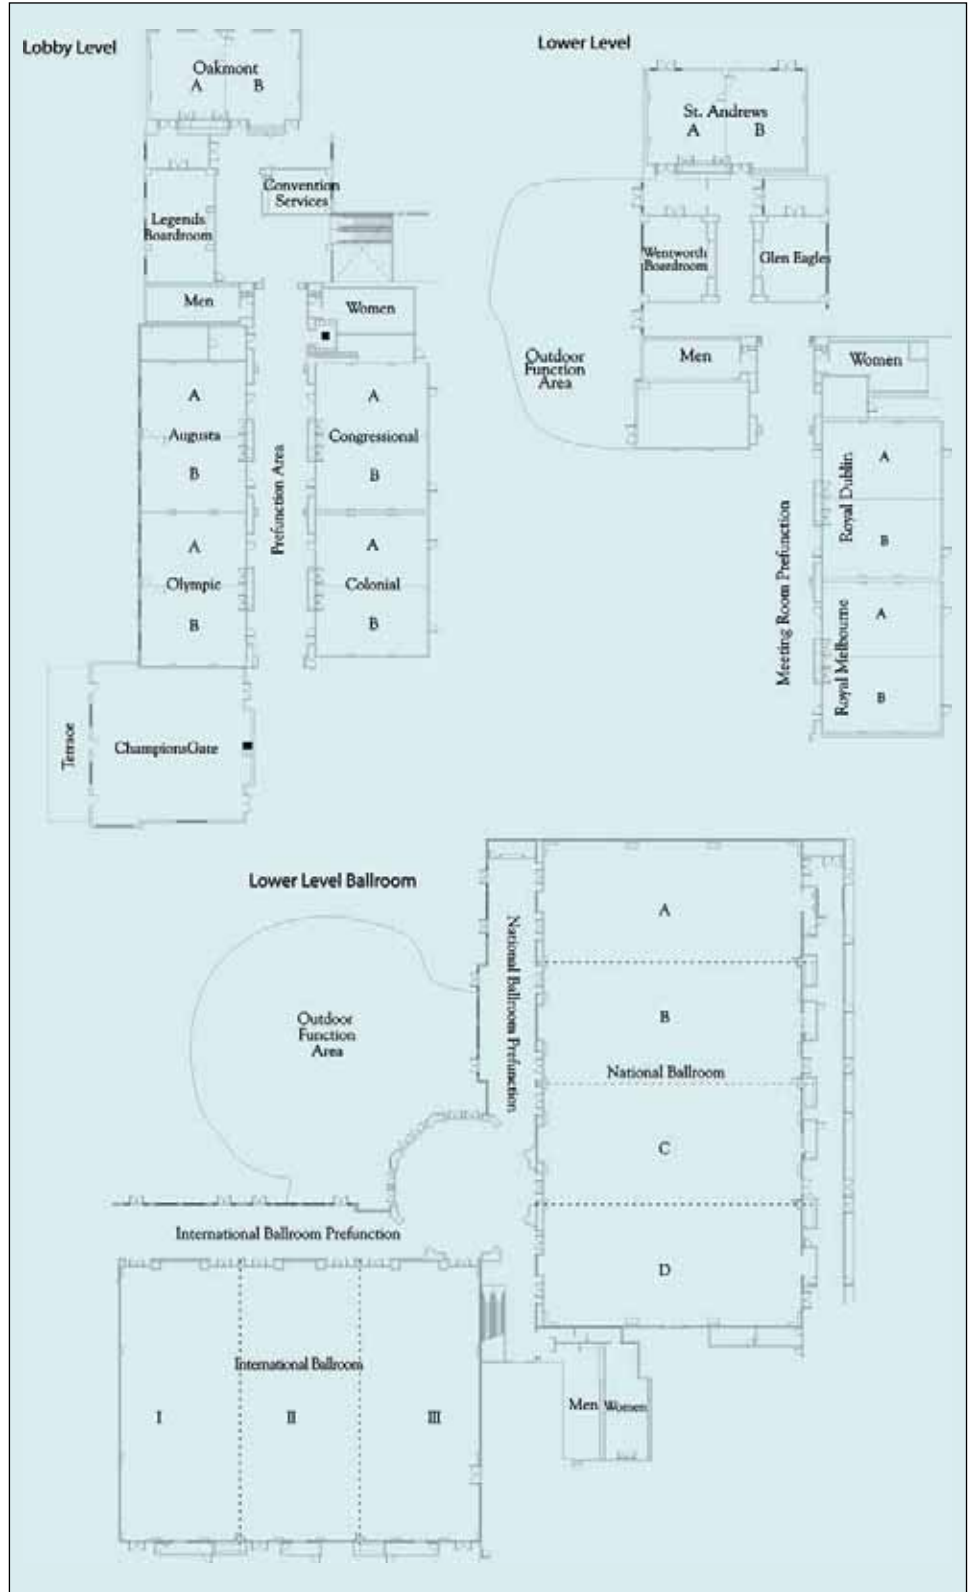 Lobby Level
Oakmont
A B
Convention
Services
Legends
Boardroom
Men
Women
A
Augusta
B
A
Congressional
B
Prefunction Area
A
Olympic
B
A
Colonial
B
Terrace
ChampionsGate
Lower Level
St. Andrews
A B
Wentworth
Boardroom
Glen Eagles
Outdoor
Function
Area
Men
Women
A
Royal Dublin
B
Meeting Room Prefunction
A
Royal Melbourne
B
Lower Level Ballroom
National Ballroom Prefunction
A
B
National Ballroom
C
D
Outdoor
Function
Area
International Ballroom Prefunction
International Ballroom
I II III
Men Women